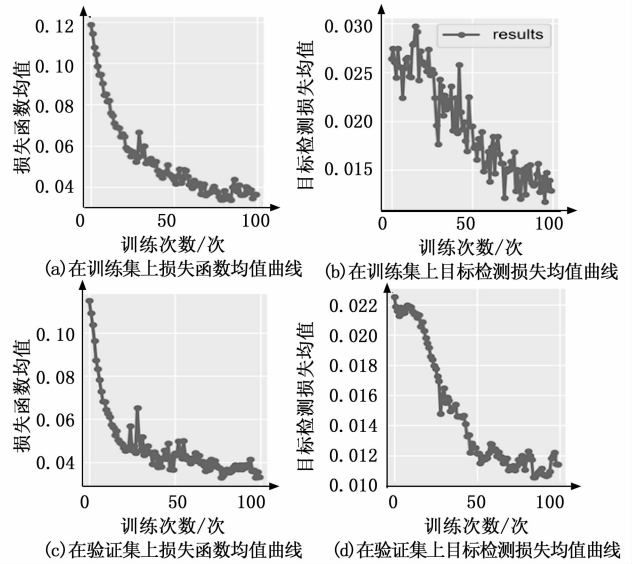 0.12
0.10
0.08
0.06
0.04
损失函数均值
0
50
100
训练次数/次
(a)在训练集上损失函数均值曲线
0.030
0.025
0.020
0.015
目标检测损失均值
results
0
50
100
训练次数/次
(b)在训练集上目标检测损失均值曲线
0.10
0.08
0.06
0.04
损失函数均值
0
50
100
训练次数/次
(c)在验证集上损失函数均值曲线
0.022
0.020
0.018
0.016
0.014
0.012
0.010
目标检测损失均值
0
50
100
训练次数/次
(d)在验证集上目标检测损失均值曲线